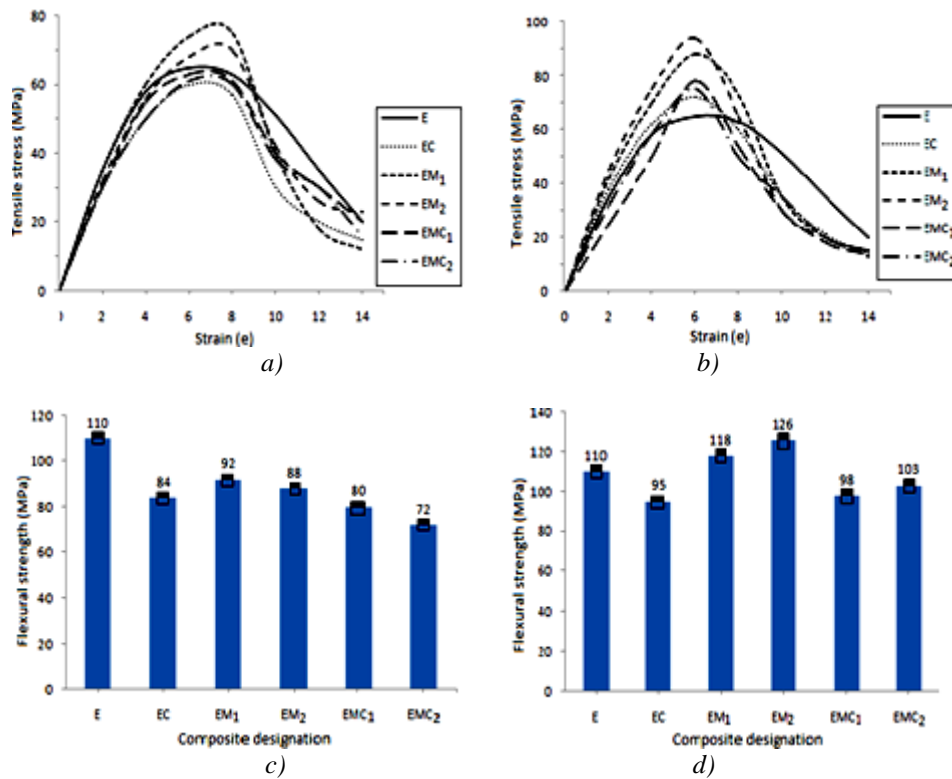 80
60
40
20
0
Tensile stress (MPa)
0 2 4 6 8 10 12 14
Strain (e)
E
EC
EM1
EM2
EMC1
EMC2
a)
100
80
60
40
20
0
Tensile stress (MPa)
0 2 4 6 8 10 12 14
Strain (e)
E
EC
EM1
EM2
EMC1
EMC2
b)
120
100
80
60
40
20
0
Flexural strength (MPa)
110
84
92
88
80
72
E EC EM1 EM2 EMC1 EMC2
Composite designation
c)
140
120
100
80
60
40
20
0
Flexural strength (MPa)
110
95
118
126
98
103
E EC EM1 EM2 EMC1 EMC2
Composite designation
d)